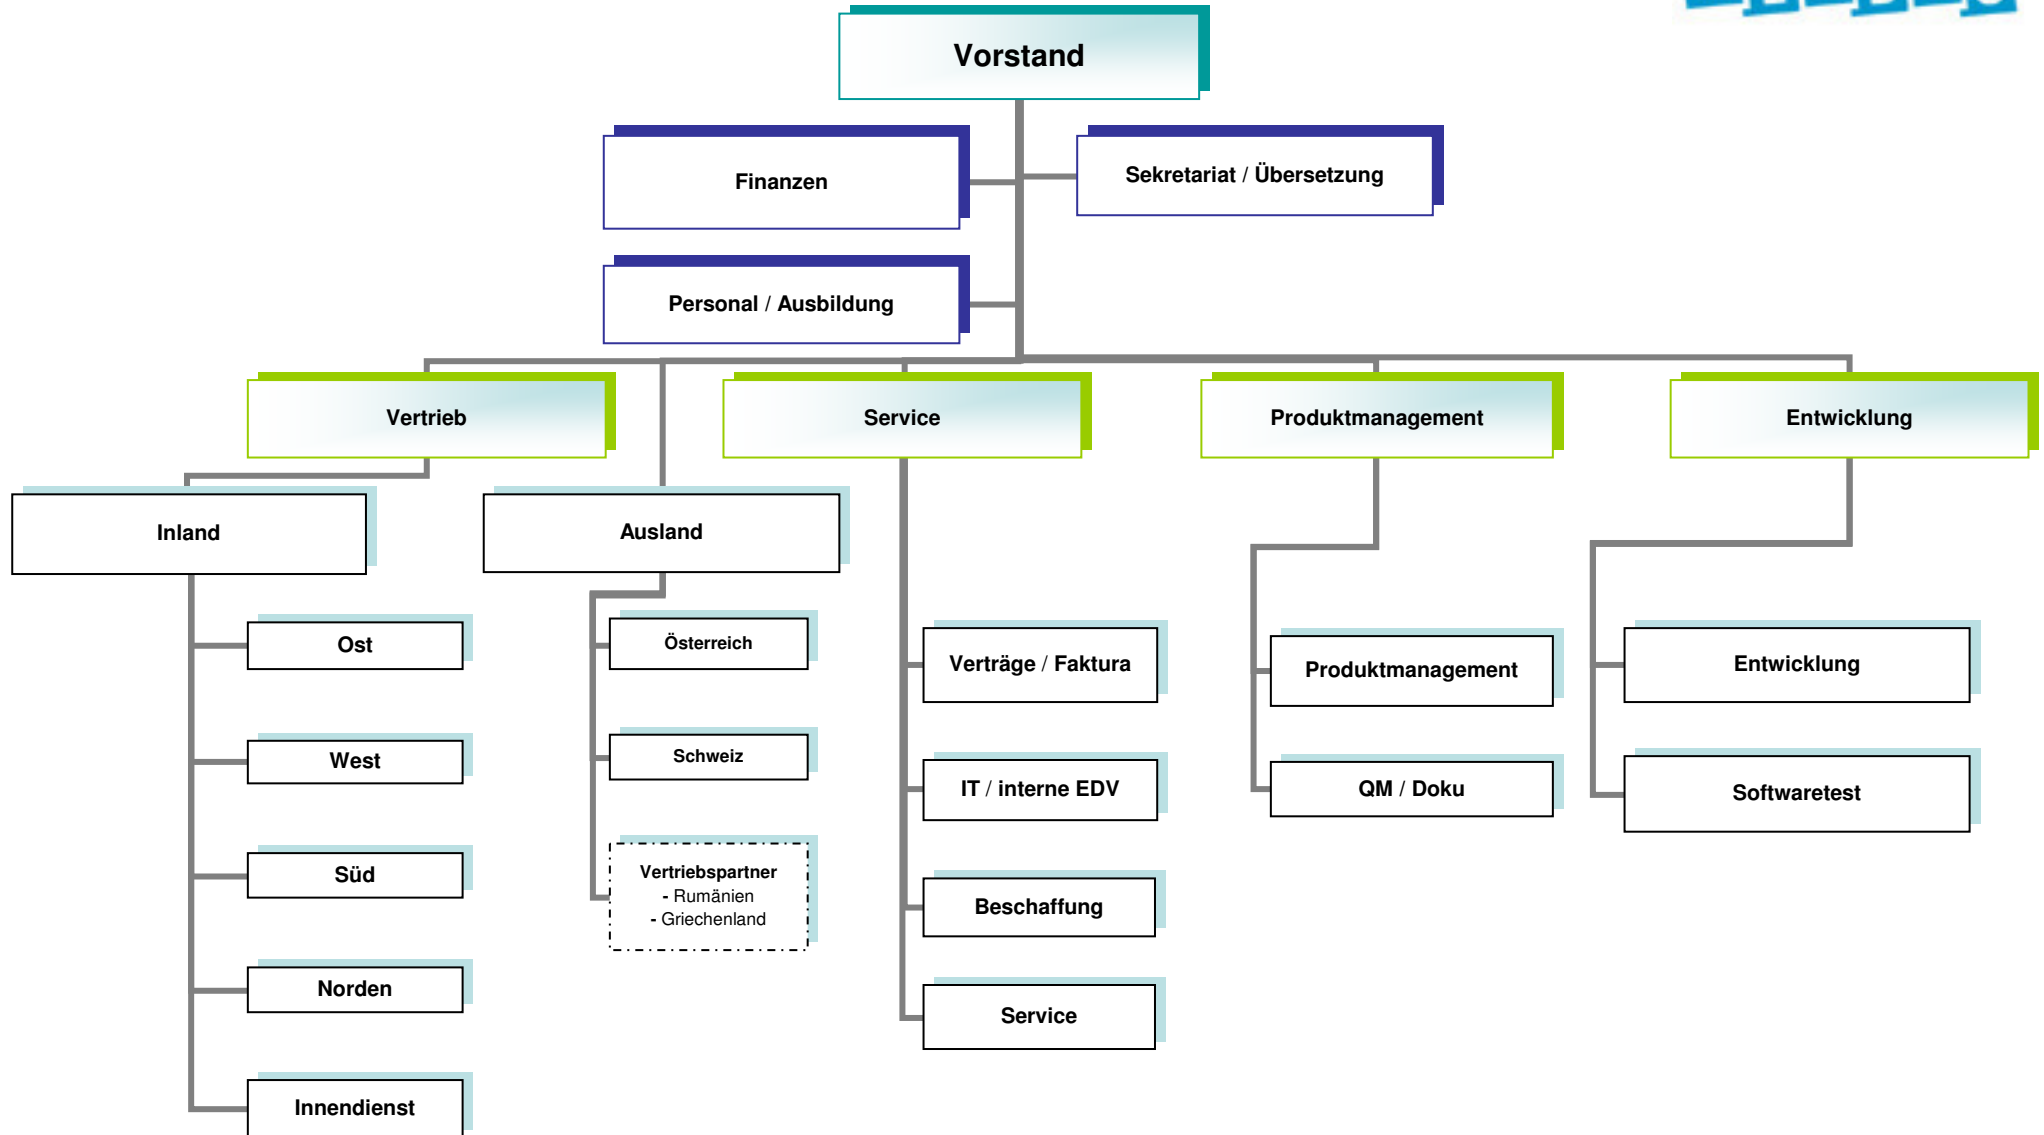 Vorstand
Finanzen
Sekretariat / Übersetzung
Personal / Ausbildung
Vertrieb
Service
Produktmanagement
Entwicklung
Inland
Ausland
Ost
West
Süd
Norden
Innendienst
Österreich
Schweiz
Vertriebspartner
- Rumänien
- Griechenland
Verträge / Faktura
IT / interne EDV
Beschaffung
Service
Produktmanagement
QM / Doku
Entwicklung
Softwaretest